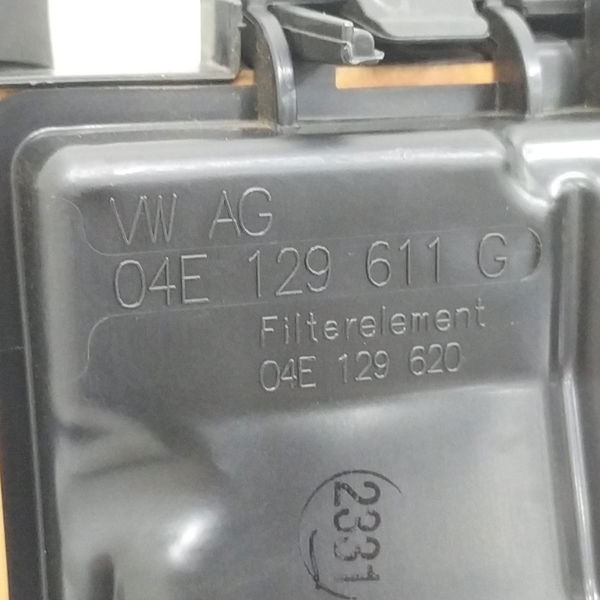 VW AG
04E 129 611 G
Filterelement
04E 129 620
2331